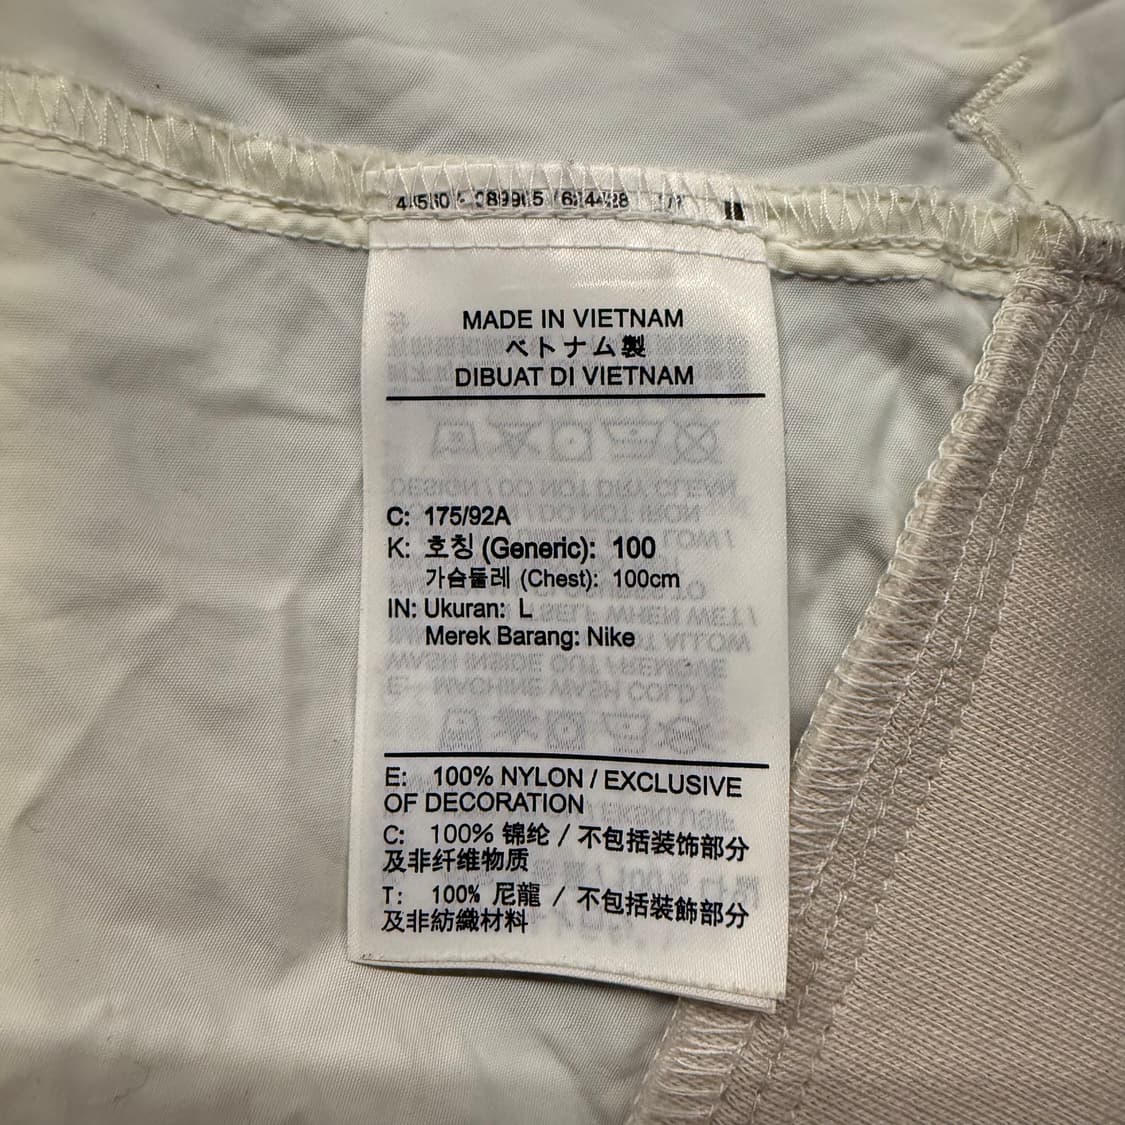 MADE IN VIETNAM
ベトナム製
DIBUAT DI VIETNAM
C: 175/92A
K: 호칭 (Generic): 100
가슴둘레 (Chest): 100cm
IN: Ukuran: L
Merek Barang: Nike
E: 100% NYLON / EXCLUSIVE
OF DECORATION
C: 100% 锦纶 / 不包括装饰部分
及非纤维物质
T: 100% 尼龍 / 不包括裝飾部分
及非紡織材料